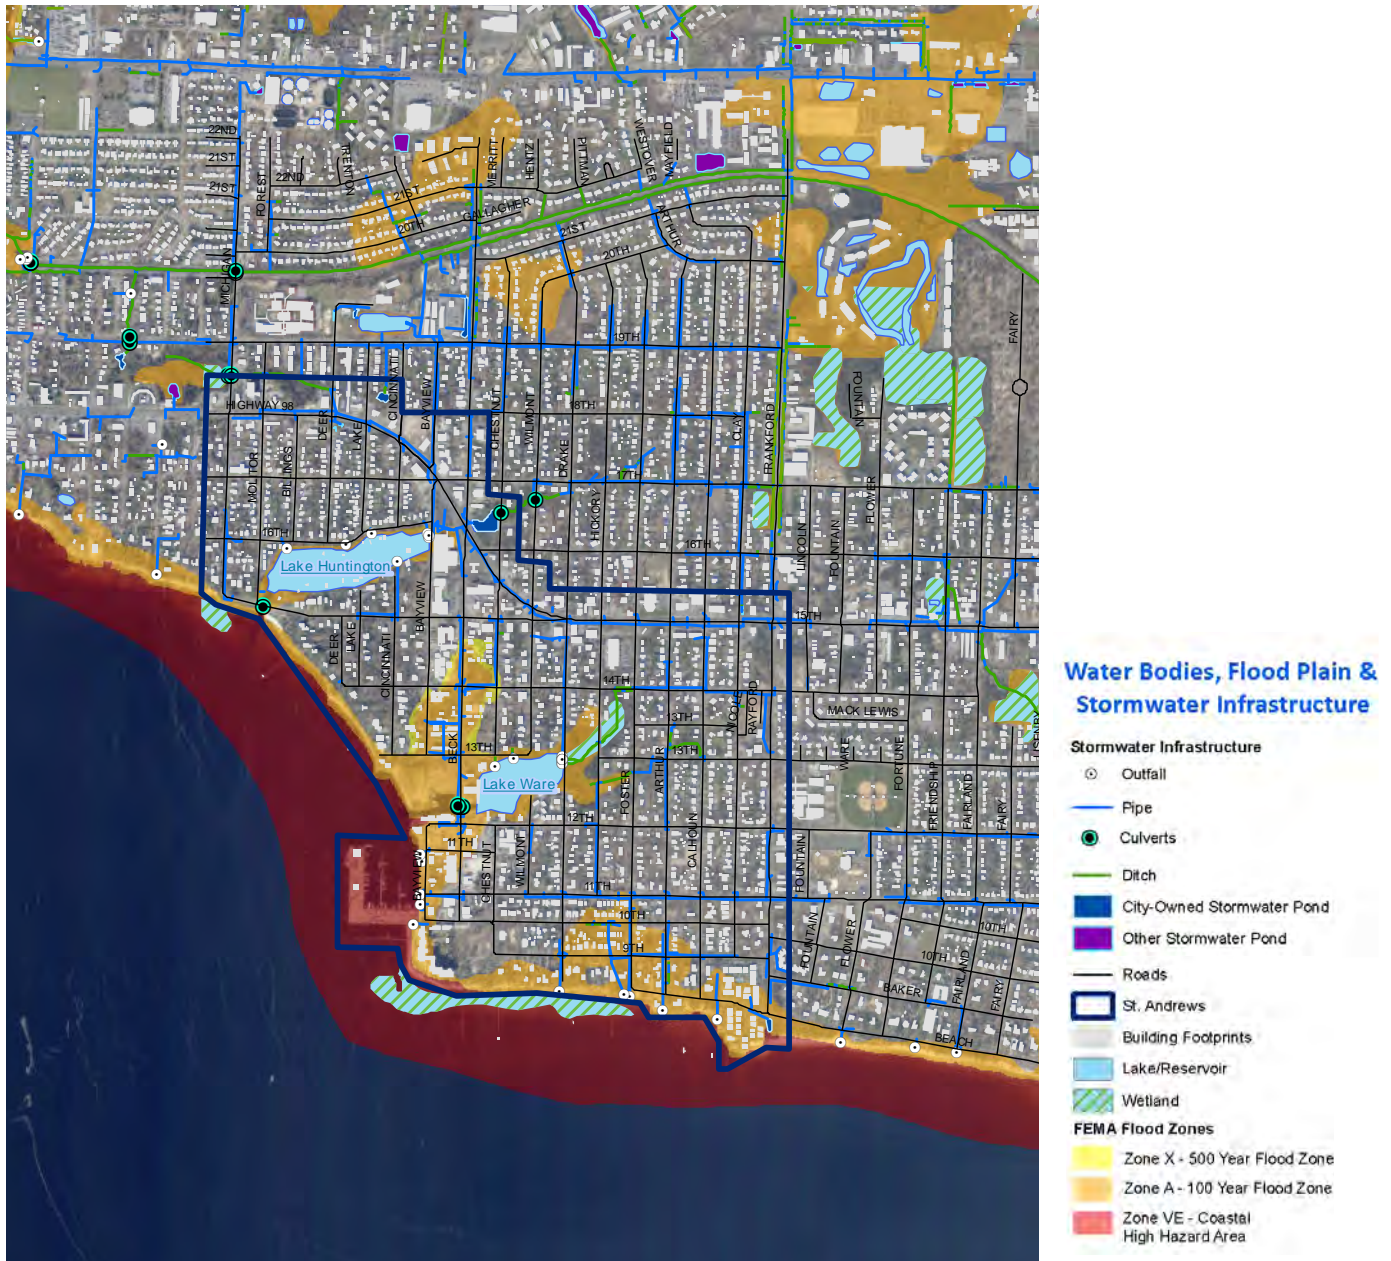 22ND
21ST
21ST
FOREST
22ND
TRENTON
MERRITT
HENTZ
PITTMAN
WESTOVER
MAYFIELD
21ST
20TH
GALLAGHER
21ST
20TH
ARTHUR
MICHIGAN
19TH
FAIRY
HIGHWAY 98
DEER
LAKE
CINCINNATI
BAYVIEW
CHESTNUT
WILMONT
DRAKE
18TH
CLAY
FRANKFORD
FOUNTAIN
MOLITOR
BILLINGS
17TH
HICKORY
FLOWER
16TH
16TH
LINCOLN
FOUNTAIN
Lake Huntington
BAYVIEW
15TH
DEER
LAKE
CINCINNATI
14TH
13TH
NICOLE
RAYFORD
MACK LEWIS
BECK
13TH
13TH
ARTHUR
WARE
FORTUNE
ISENBY
Lake Ware
FOSTER
FRIENDSHIP
FAIRLAND
FAIRY
12TH
11TH
CALHOUN
BAYVIEW
CHESTNUT
WILMONT
FOUNTAIN
11TH
10TH
9TH
FOUNTAIN
FLOWER
10TH
10TH
BAKER
FAIRLAND
FAIRY
BEACH
Water Bodies, Flood Plain &
Stormwater Infrastructure
Stormwater Infrastructure
Outfall
Pipe
Culverts
Ditch
City-Owned Stormwater Pond
Other Stormwater Pond
Roads
St. Andrews
Building Footprints
Lake/Reservoir
Wetland
FEMA Flood Zones
Zone X - 500 Year Flood Zone
Zone A - 100 Year Flood Zone
Zone VE - Coastal
High Hazard Area